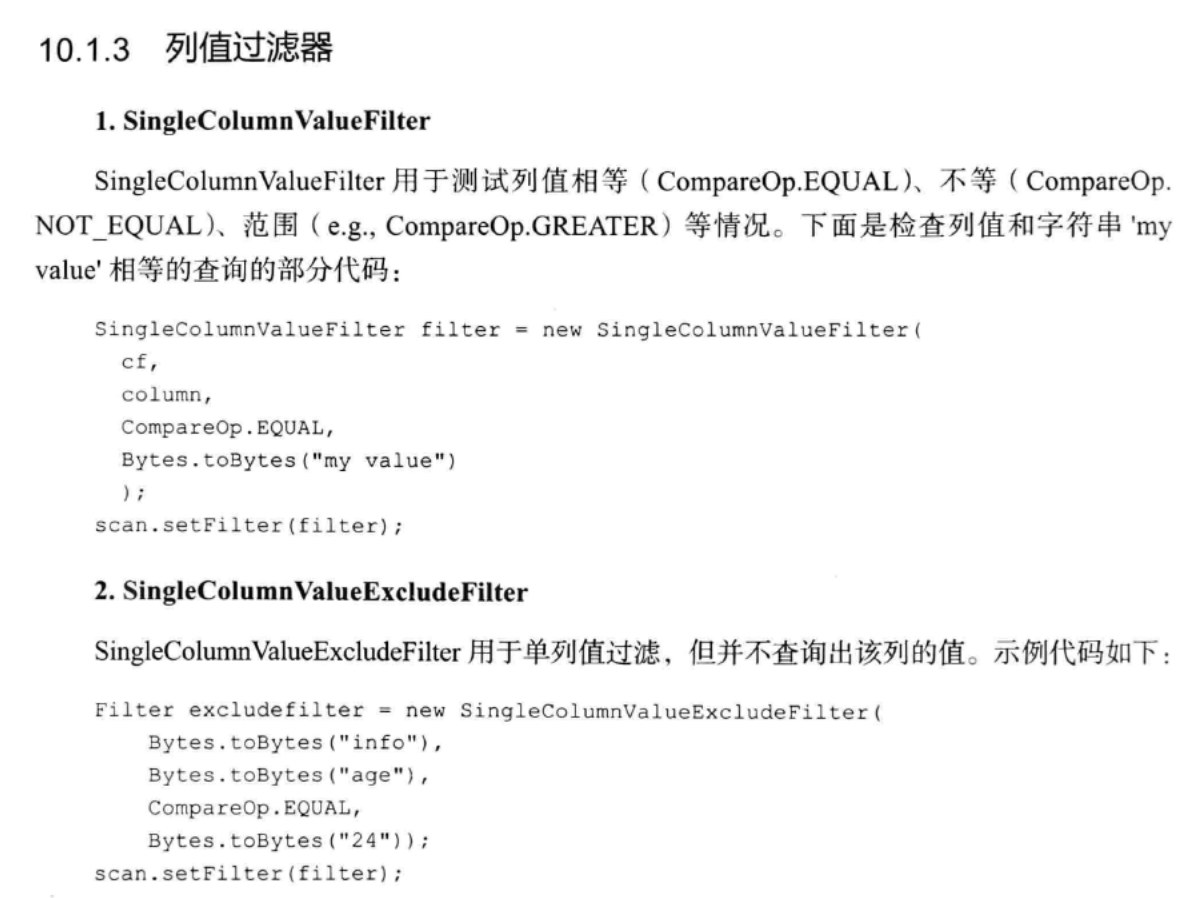 10.1.3 列值过滤器
1. SingleColumnValueFilter
SingleColumnValueFilter 用于测试列值相等（CompareOp.EQUAL）、不等（CompareOp.
NOT_EQUAL）、范围（e.g., CompareOp.GREATER）等情况。下面是检查列值和字符串 'my
value' 相等的查询的部分代码：
SingleColumnValueFilter filter = new SingleColumnValueFilter(
cf,
column,
CompareOp.EQUAL,
Bytes.toBytes("my value")
);
scan.setFilter(filter);
2. SingleColumnValueExcludeFilter
SingleColumnValueExcludeFilter 用于单列值过滤，但并不查询出该列的值。示例代码如下：
Filter excludefilter = new SingleColumnValueExcludeFilter(
Bytes.toBytes("info"),
Bytes.toBytes("age"),
CompareOp.EQUAL,
Bytes.toBytes("24"));
scan.setFilter(filter);